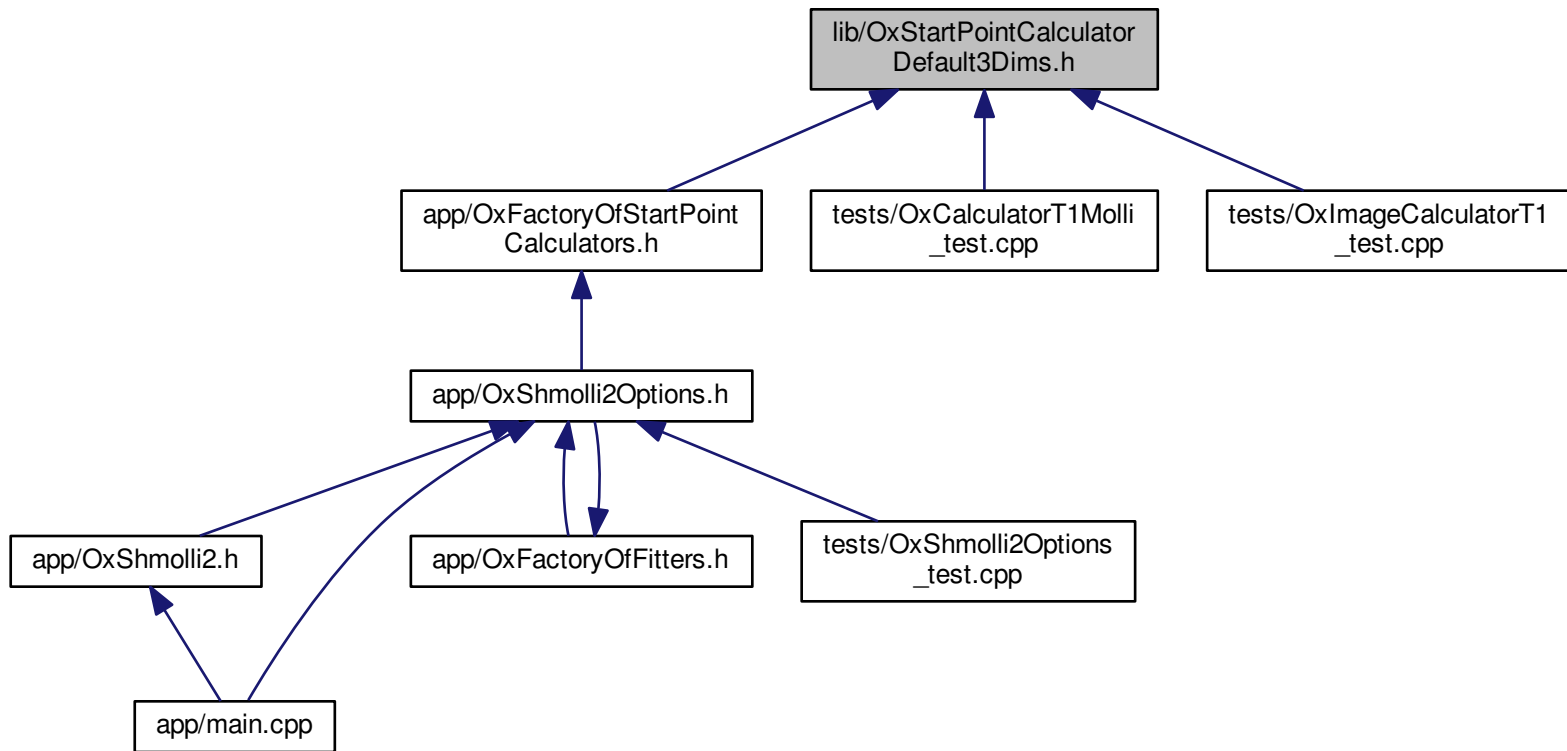 lib/OxStartPointCalculator
Default3Dims.h
app/OxFactoryOfStartPoint
Calculators.h
tests/OxCalculatorT1Molli
_test.cpp
tests/OxImageCalculatorT1
_test.cpp
app/OxShmolli2Options.h
app/OxShmolli2.h
app/OxFactoryOfFitters.h
tests/OxShmolli2Options
_test.cpp
app/main.cpp